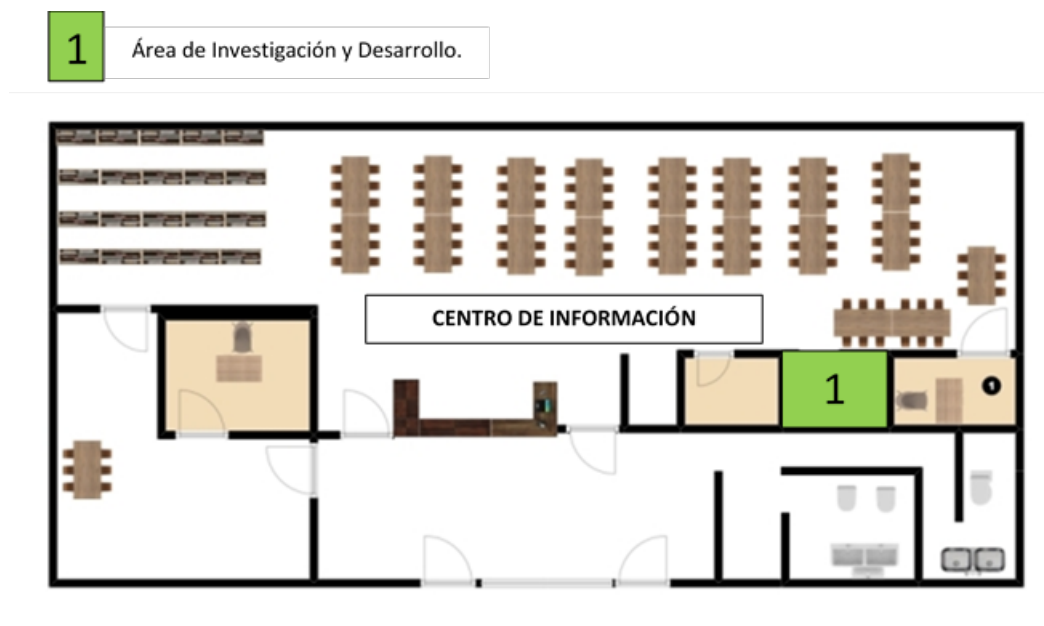 1
Área de Investigación y Desarrollo.
CENTRO DE INFORMACIÓN
1
1